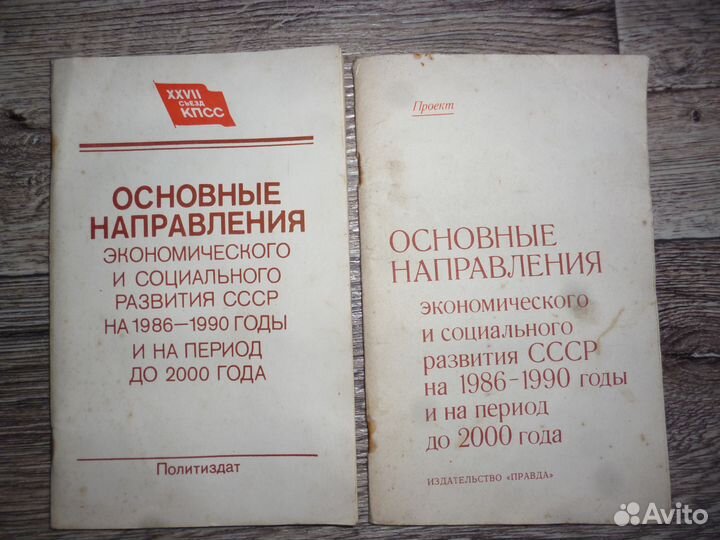 XXVII
СЪЕЗД
КПСС
ОСНОВНЫЕ
НАПРАВЛЕНИЯ
ЭКОНОМИЧЕСКОГО
И СОЦИАЛЬНОГО
РАЗВИТИЯ СССР
НА 1986—1990 ГОДЫ
И НА ПЕРИОД
ДО 2000 ГОДА
Политиздат
Проект
ОСНОВНЫЕ
НАПРАВЛЕНИЯ
экономического
и социального
развития СССР
на 1986-1990 годы
и на период
до 2000 года
ИЗДАТЕЛЬСТВО «ПРАВДА»
Avito